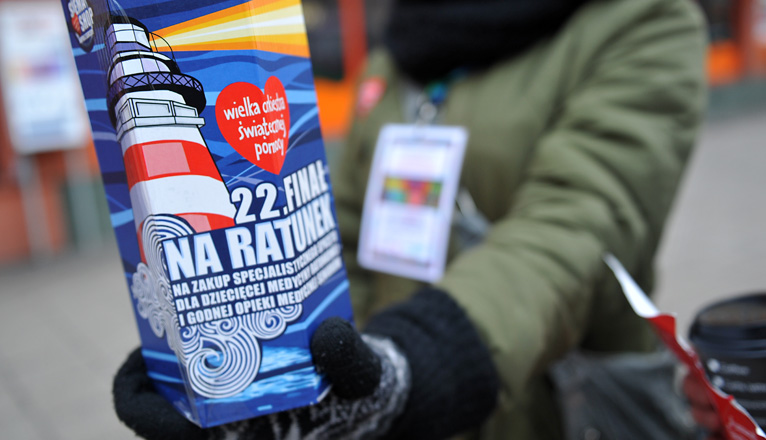 wielka orkiestra
świątecznej
pomocy
22. FINAŁ
NA RATUNEK
NA ZAKUP SPECJALISTYCZNEGO
DLA DZIECIĘCEJ MEDYCYNY
I GODNEJ OPIEKI MEDYCZNEJ